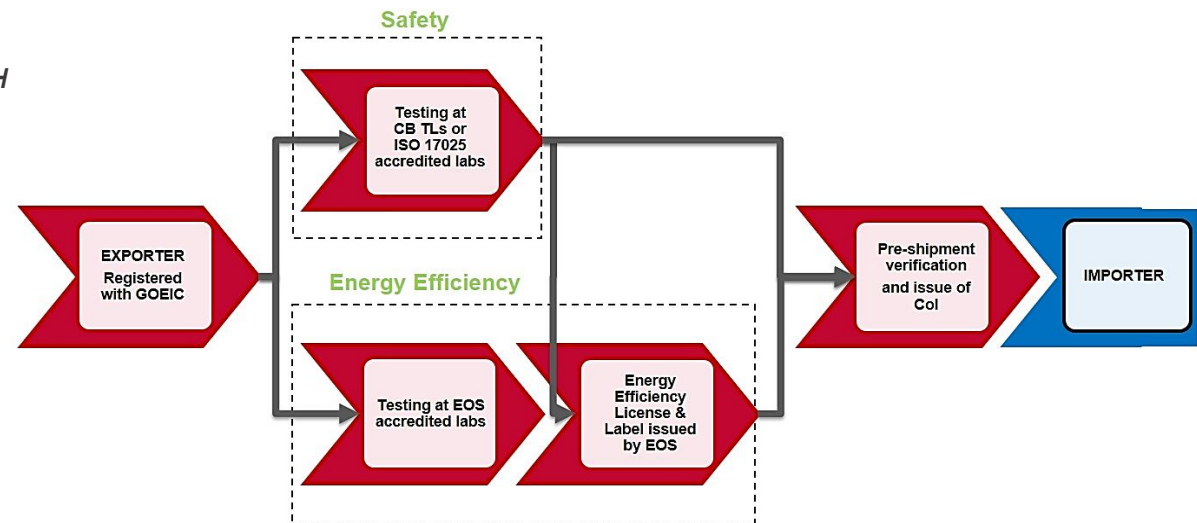 H
Safety
Testing at
CB TLs or
ISO 17025
accredited labs
EXPORTER
Registered
with GOEIC
Energy Efficiency
Testing at EOS
accredited labs
Energy
Efficiency
License &
Label issued
by EOS
Pre-shipment
verification
and issue of
CoI
IMPORTER